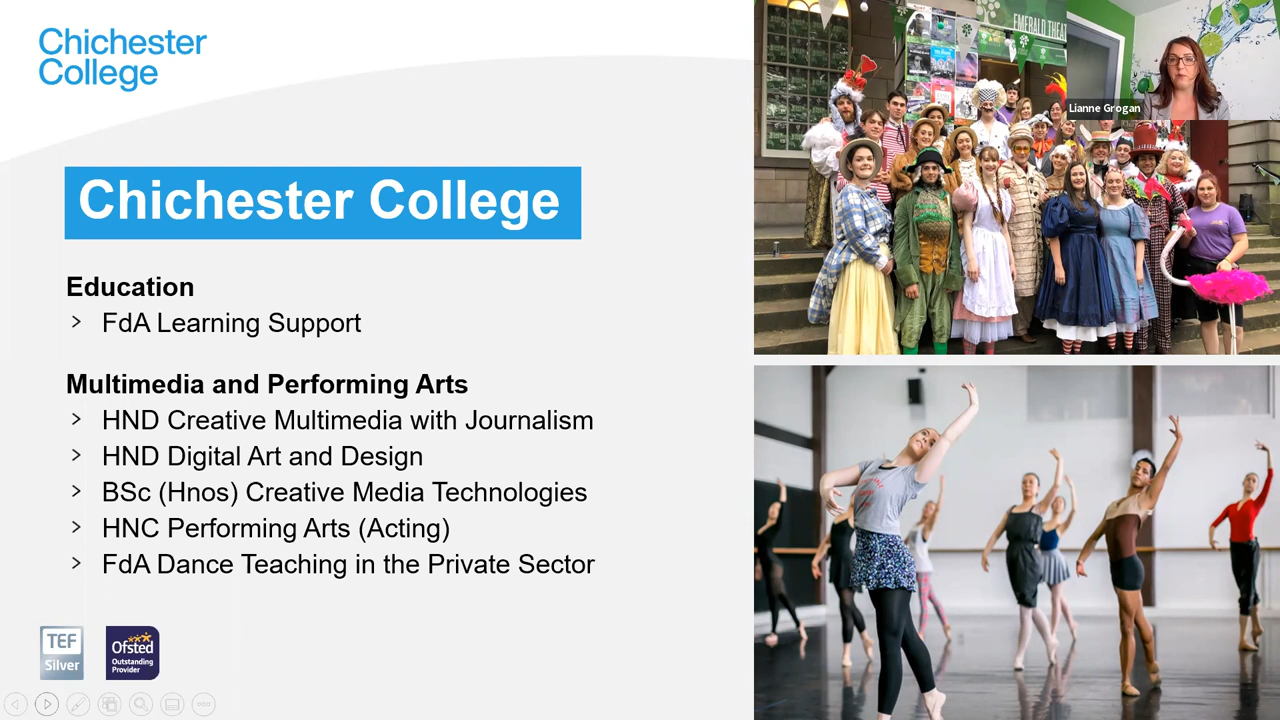 Chichester
College
Chichester College
Education
> FdA Learning Support
Multimedia and Performing Arts
> HND Creative Multimedia with Journalism
> HND Digital Art and Design
> BSc (Hnos) Creative Media Technologies
> HNC Performing Arts (Acting)
> FdA Dance Teaching in the Private Sector
TEF
Silver
Ofsted
Outstanding
Provider
EMERALD THEA
Lianne Grogan